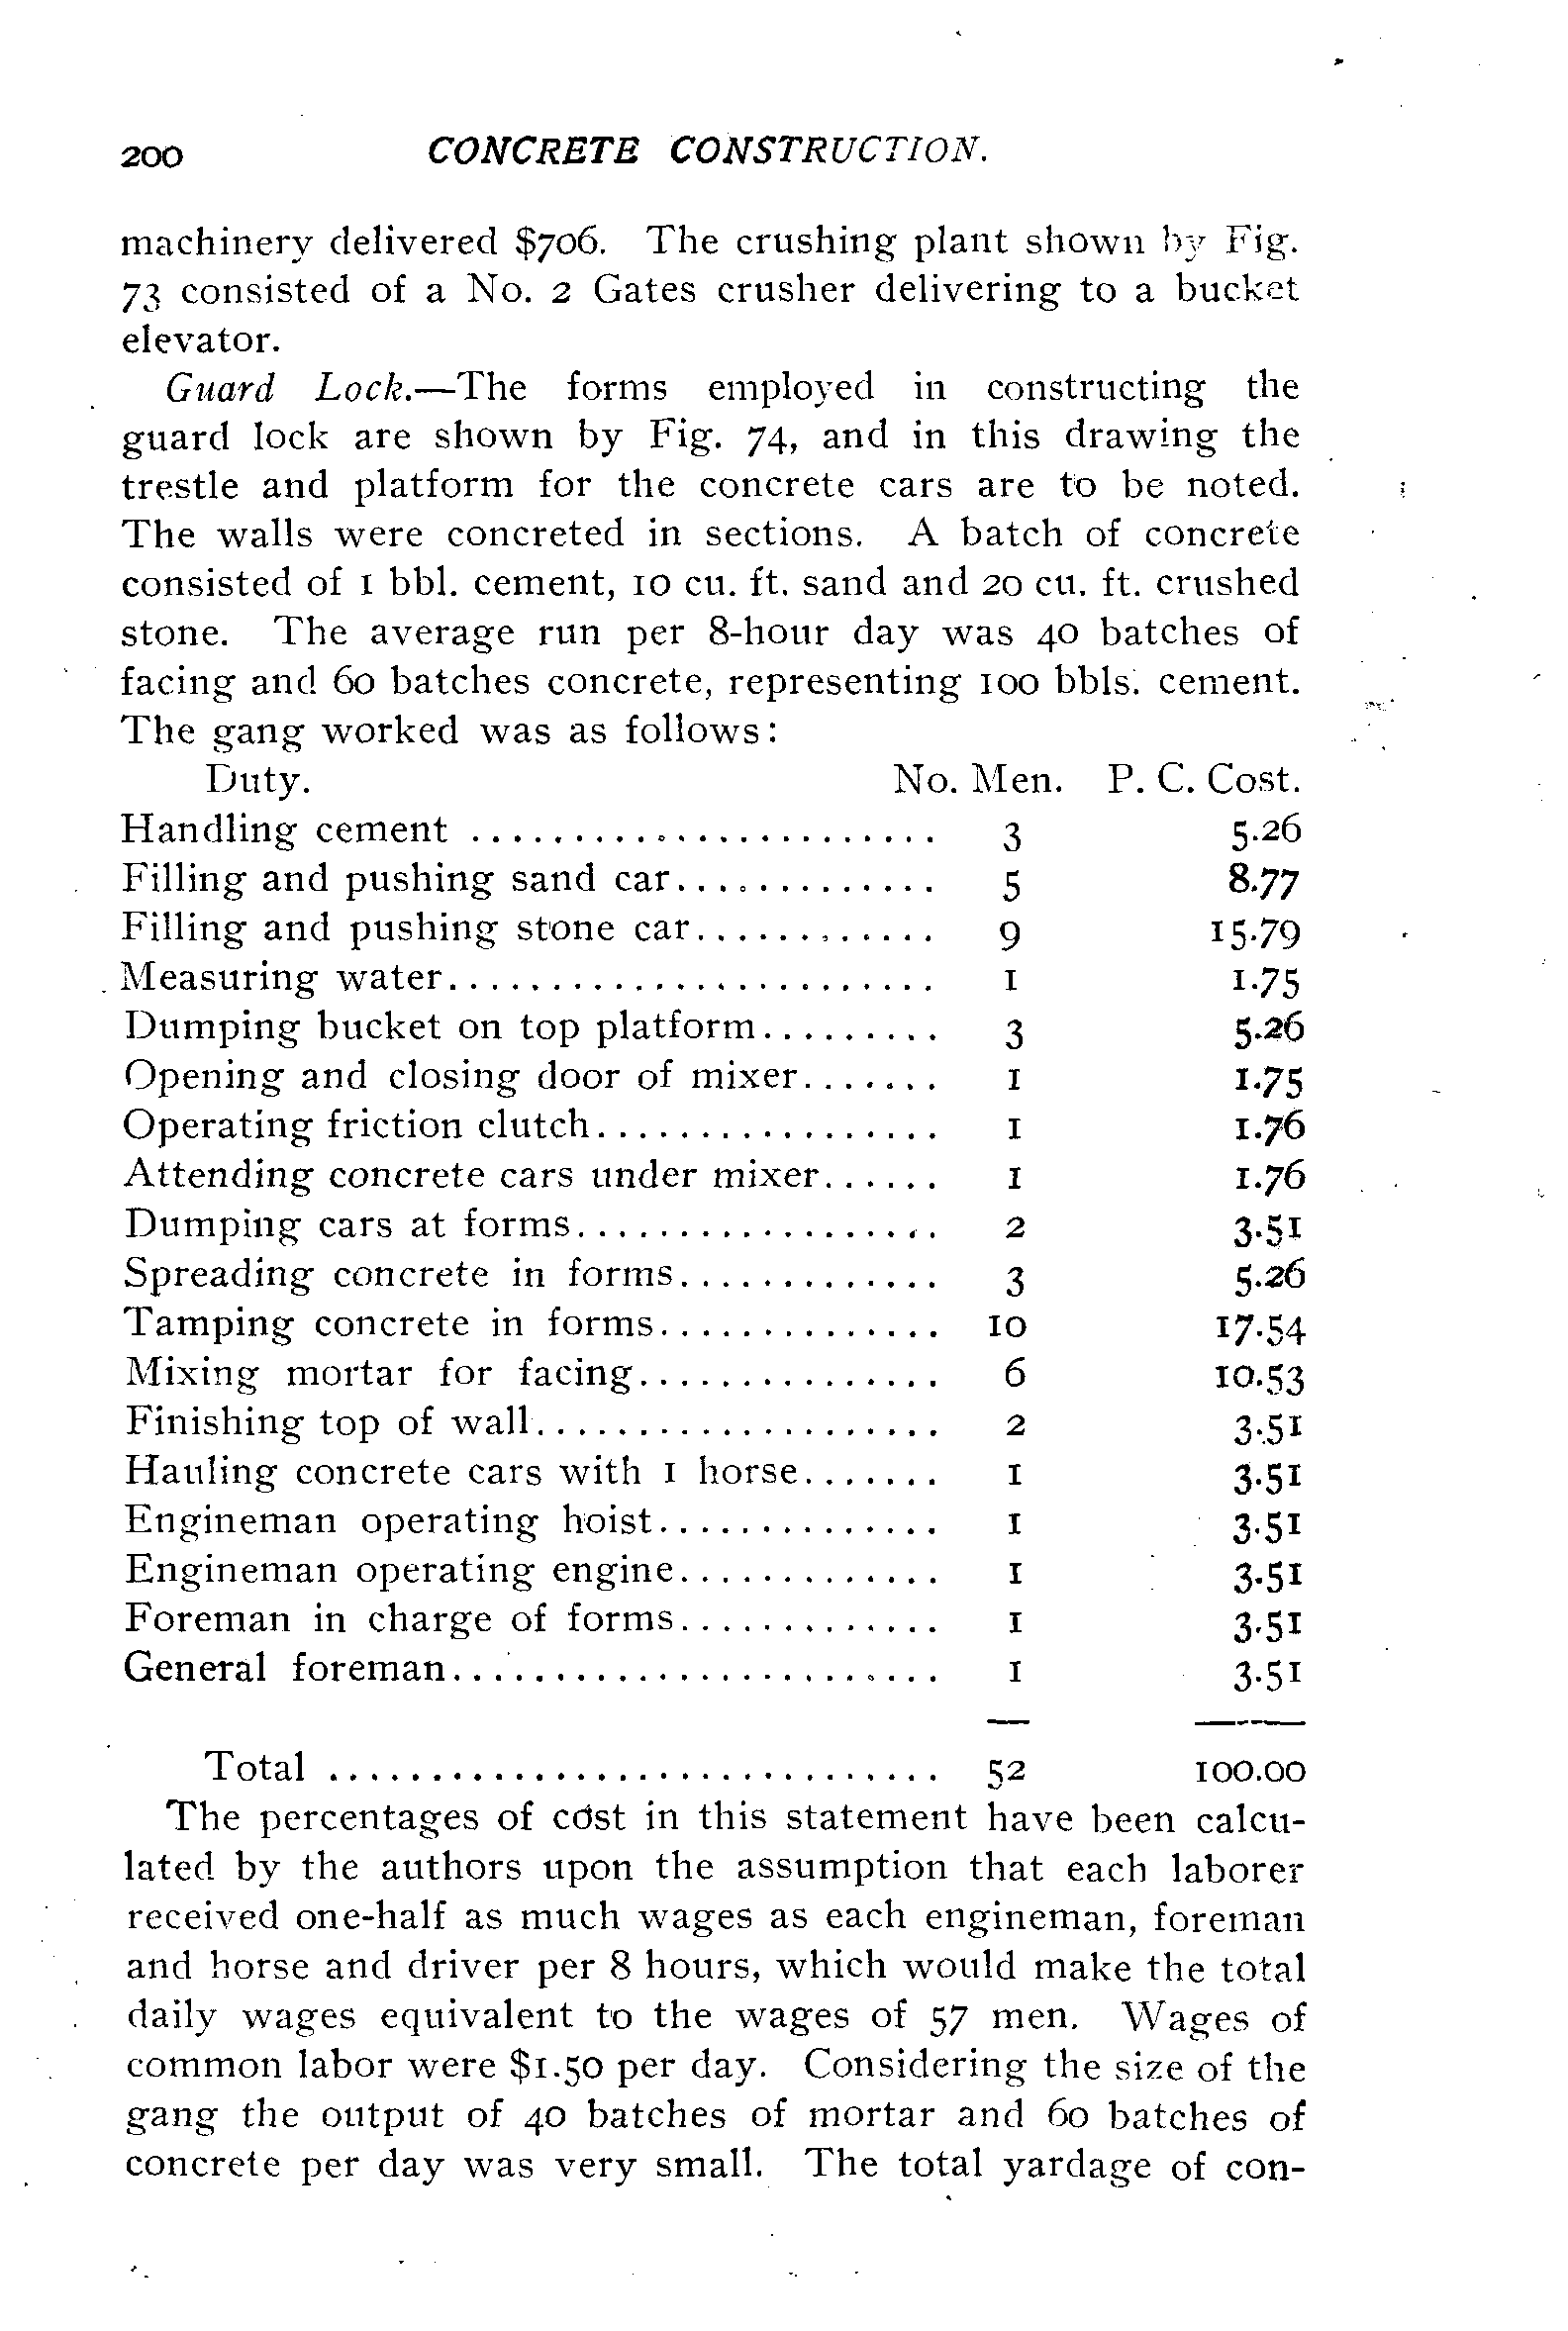 200 CONCRETE CONSTRUCTION.
machinery delivered $706. The crushing plant shown by Fig.
73 consisted of a No. 2 Gates crusher delivering to a bucket
elevator.
Guard Lock.—The forms employed in constructing the
guard lock are shown by Fig. 74, and in this drawing the
trestle and platform for the concrete cars are to be noted.
The walls were concreted in sections. A batch of concrete
consisted of 1 bbl. cement, 10 cu. ft. sand and 20 cu. ft. crushed
stone. The average run per 8-hour day was 40 batches of
facing and 60 batches concrete, representing 100 bbls. cement.
The gang worked was as follows:
Duty. No. Men. P. C. Cost.
Handling cement ....................... 3 5.26
Filling and pushing sand car............. 5 8.77
Filling and pushing stone car............ 9 15.79
Measuring water........................ 1 1.75
Dumping bucket on top platform......... 3 5.26
Opening and closing door of mixer....... 1 1.75
Operating friction clutch................. 1 1.76
Attending concrete cars under mixer...... 1 1.76
Dumping cars at forms.................. 2 3.51
Spreading concrete in forms............. 3 5.26
Tamping concrete in forms.............. 10 17.54
Mixing mortar for facing............... 6 10.53
Finishing top of wall.................... 2 3.51
Hauling concrete cars with 1 horse....... 1 3.51
Engineman operating hoist.............. 1 3.51
Engineman operating engine............. 1 3.51
Foreman in charge of forms............. 1 3.51
General foreman........................ 1 3.51
Total .............................. 52 100.00
The percentages of cost in this statement have been calcu-
lated by the authors upon the assumption that each laborer
received one-half as much wages as each engineman, foreman
and horse and driver per 8 hours, which would make the total
daily wages equivalent to the wages of 57 men. Wages of
common labor were $1.50 per day. Considering the size of the
gang the output of 40 batches of mortar and 60 batches of
concrete per day was very small. The total yardage of con-